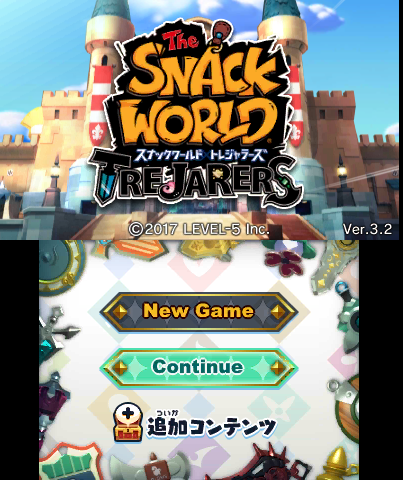 The
SNACK
WORLD
スナックワールド トレジャラーズ
TREJARERS
©2017 LEVEL-5 Inc.
Ver.3.2
New Game
Continue
ついか
追加コンテンツ